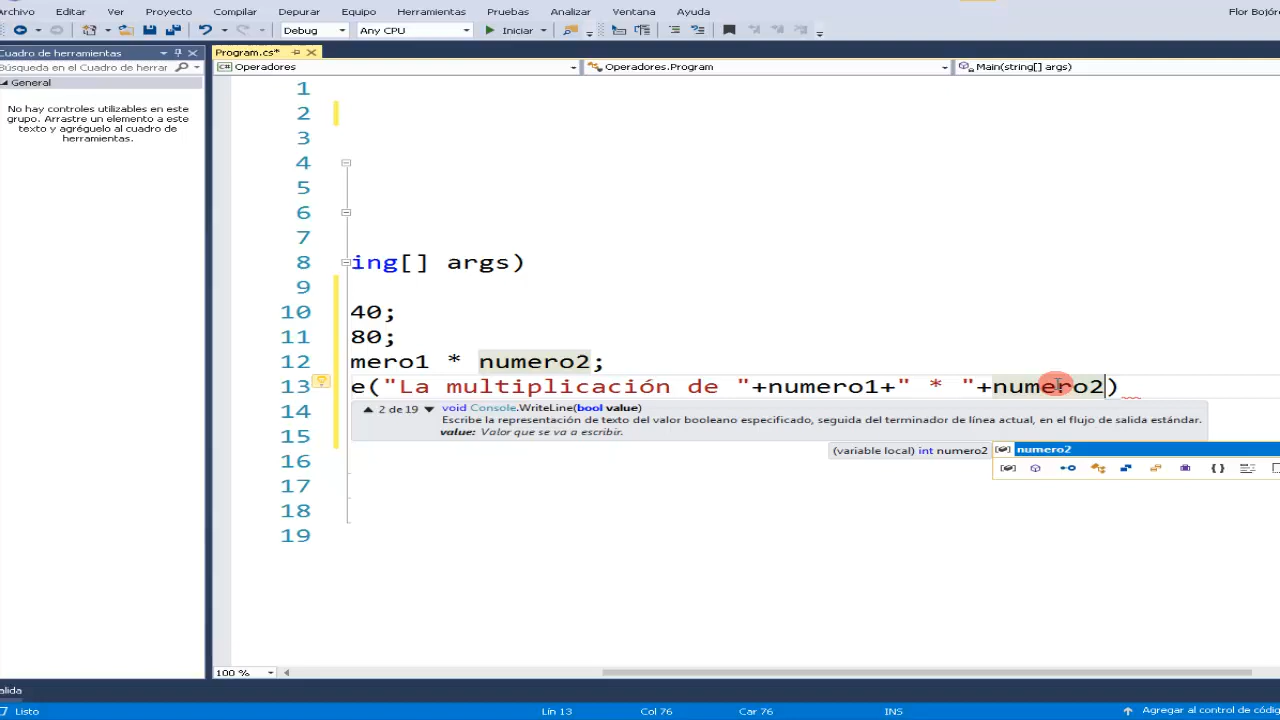 rchivo Editar Ver Proyecto Compilar Depurar Equipo Herramientas Pruebas Analizar Ventana Ayuda Flor Bojór
Debug Any CPU Iniciar
Cuadro de herramientas
Búsqueda en el Cuadro de herrar
General
No hay controles utilizables en este
grupo. Arrastre un elemento a este
texto y agréguelo al cuadro de
herramientas.
Program.cs*
C# Operadores Operadores.Program Main(string[] args)
1
2
3
4
5
6
7
8 ing[] args)
9
10 40;
11 80;
12 mero1 * numero2;
13 e("La multiplicación de "+numero1+" * "+numero2)
14
15
16
17
18
19
2 de 19 void Console.WriteLine(bool value)
Escribe la representación de texto del valor booleano especificado, seguida del terminador de línea actual, en el flujo de salida estándar.
value: Valor que se va a escribir.
(variable local) int numero2 numero2
100 %
alida
Listo Lín 13 Col 76 Car 76 INS Agregar al control de códig